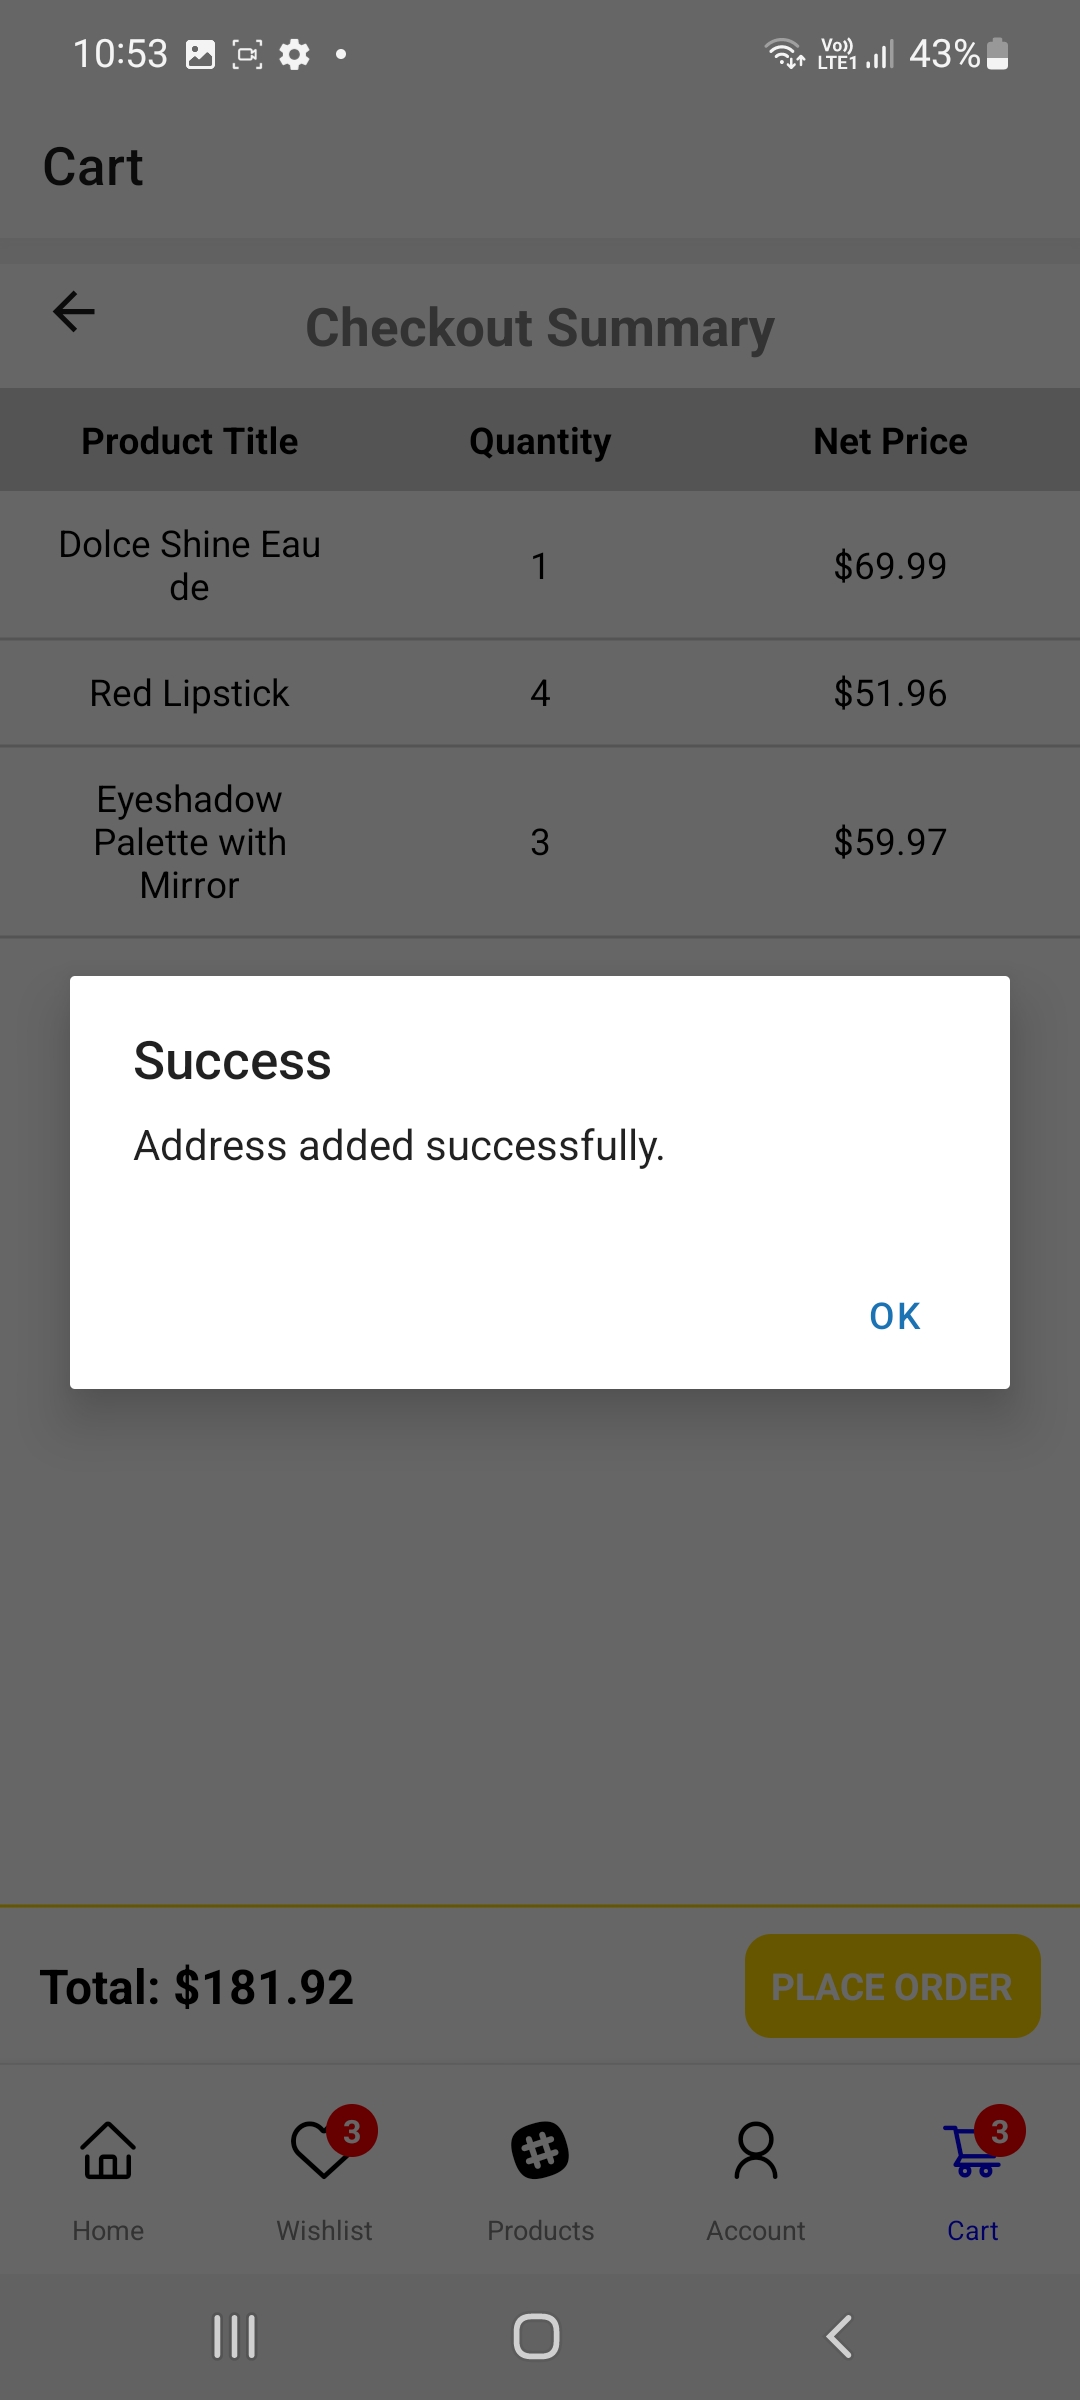 10:53
Vo))
LTE1
43%
Cart
Checkout Summary
Product Title Quantity Net Price
Dolce Shine Eau
de
1
$69.99
Red Lipstick 4 $51.96
Eyeshadow
Palette with
Mirror
3
$59.97
Success
Address added successfully.
OK
Total: $181.92
PLACE ORDER
3
3
Home Wishlist Products Account Cart